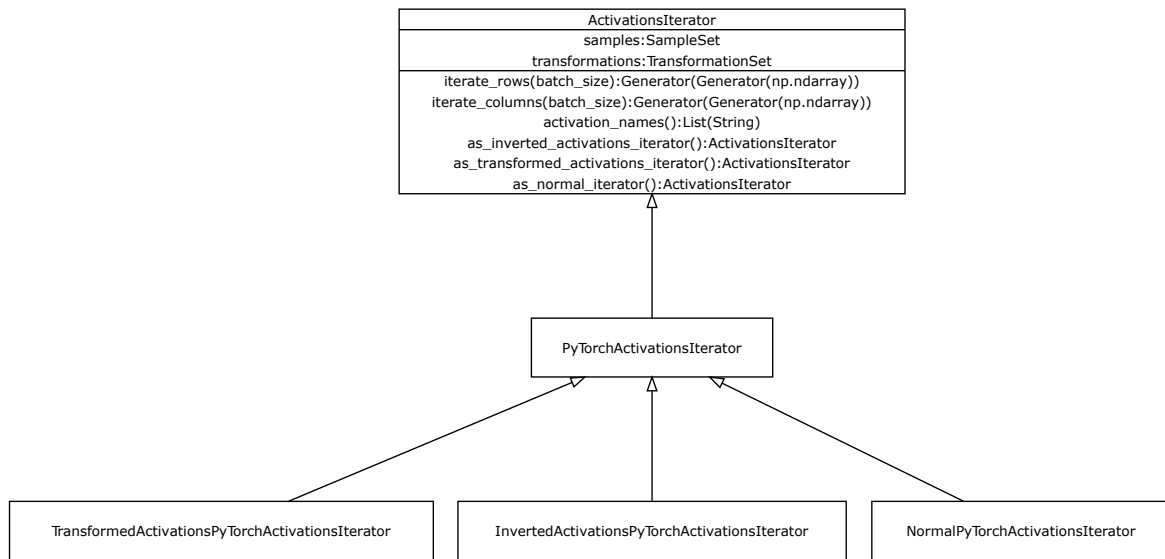 ActivationsIterator
samples:SampleSet
transformations:TransformationSet
iterate_rows(batch_size):Generator(Generator(np.ndarray))
iterate_columns(batch_size):Generator(Generator(np.ndarray))
activation_names():List(String)
as_inverted_activations_iterator():ActivationsIterator
as_transformed_activations_iterator():ActivationsIterator
as_normal_iterator():ActivationsIterator
PyTorchActivationsIterator
TransformedActivationsPyTorchActivationsIterator
InvertedActivationsPyTorchActivationsIterator
NormalPyTorchActivationsIterator